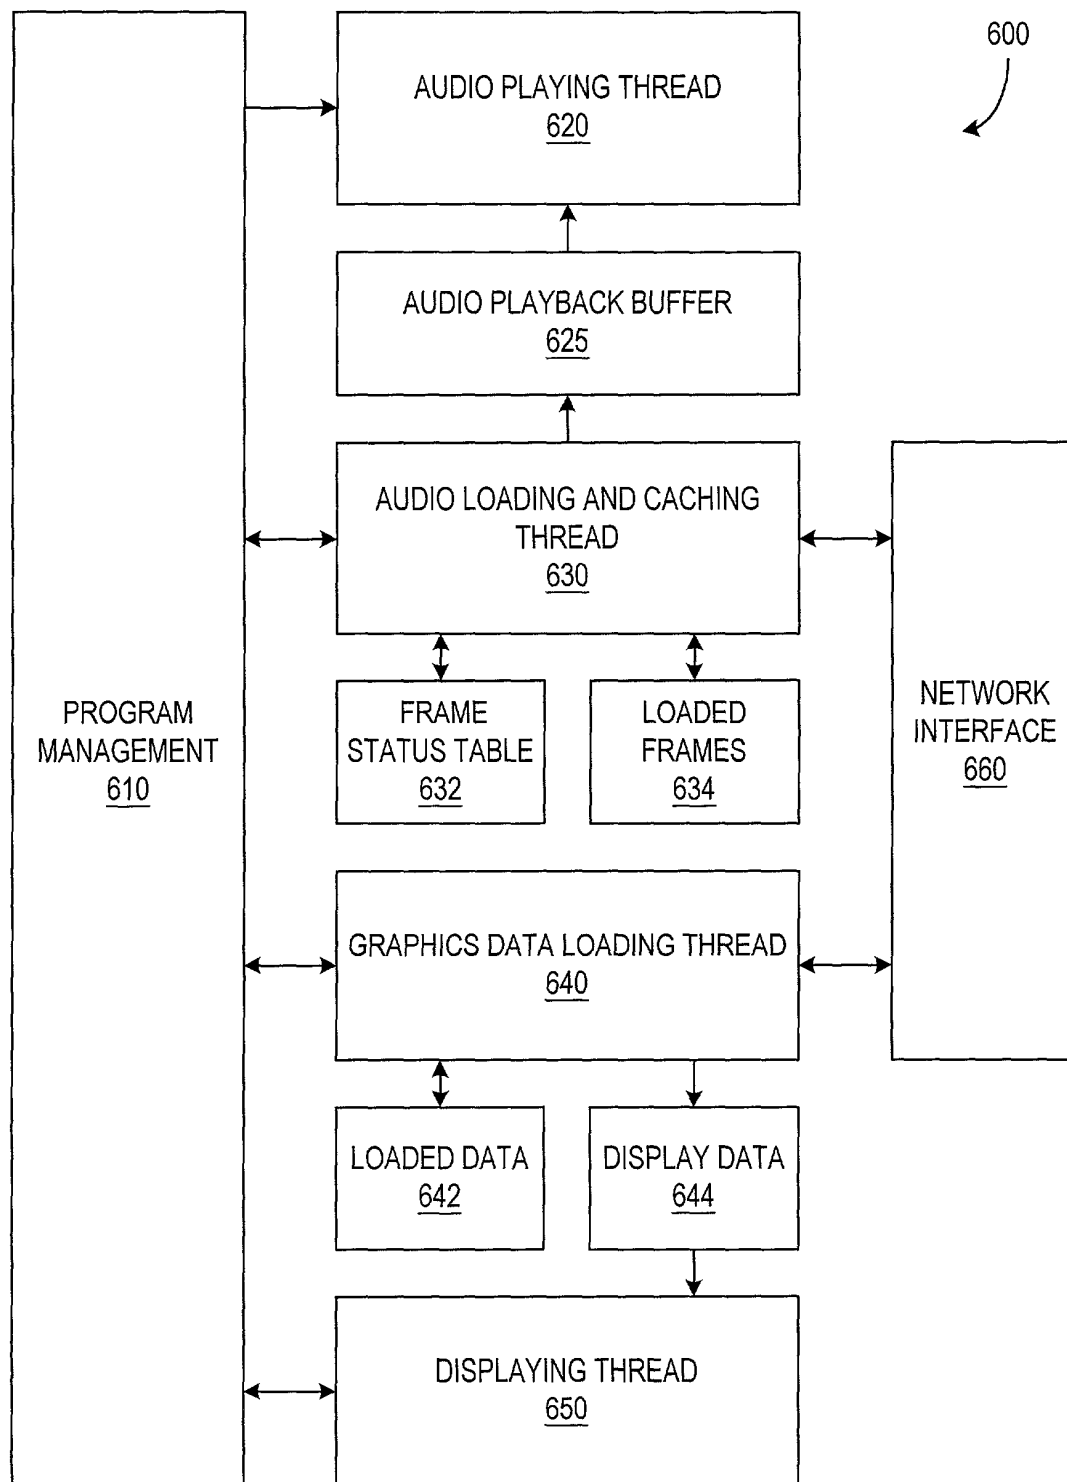 600
AUDIO PLAYING THREAD
620
AUDIO PLAYBACK BUFFER
625
AUDIO LOADING AND CACHING
THREAD
630
PROGRAM
MANAGEMENT
610
FRAME
STATUS TABLE
632
LOADED
FRAMES
634
NETWORK
INTERFACE
660
GRAPHICS DATA LOADING THREAD
640
LOADED DATA
642
DISPLAY DATA
644
DISPLAYING THREAD
650